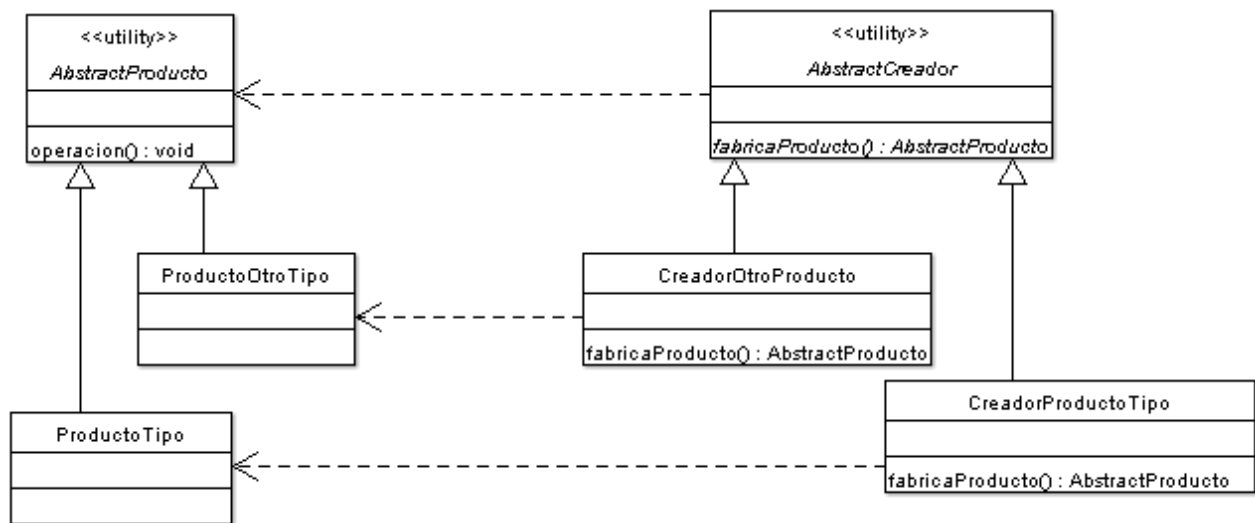 <<utility>>
AbstractProducto
operacion() : void
<<utility>>
AbstractCreador
fabricaProducto() : AbstractProducto
ProductoOtroTipo
CreadorOtroProducto
fabricaProducto() : AbstractProducto
ProductoTipo
CreadorProductoTipo
fabricaProducto() : AbstractProducto